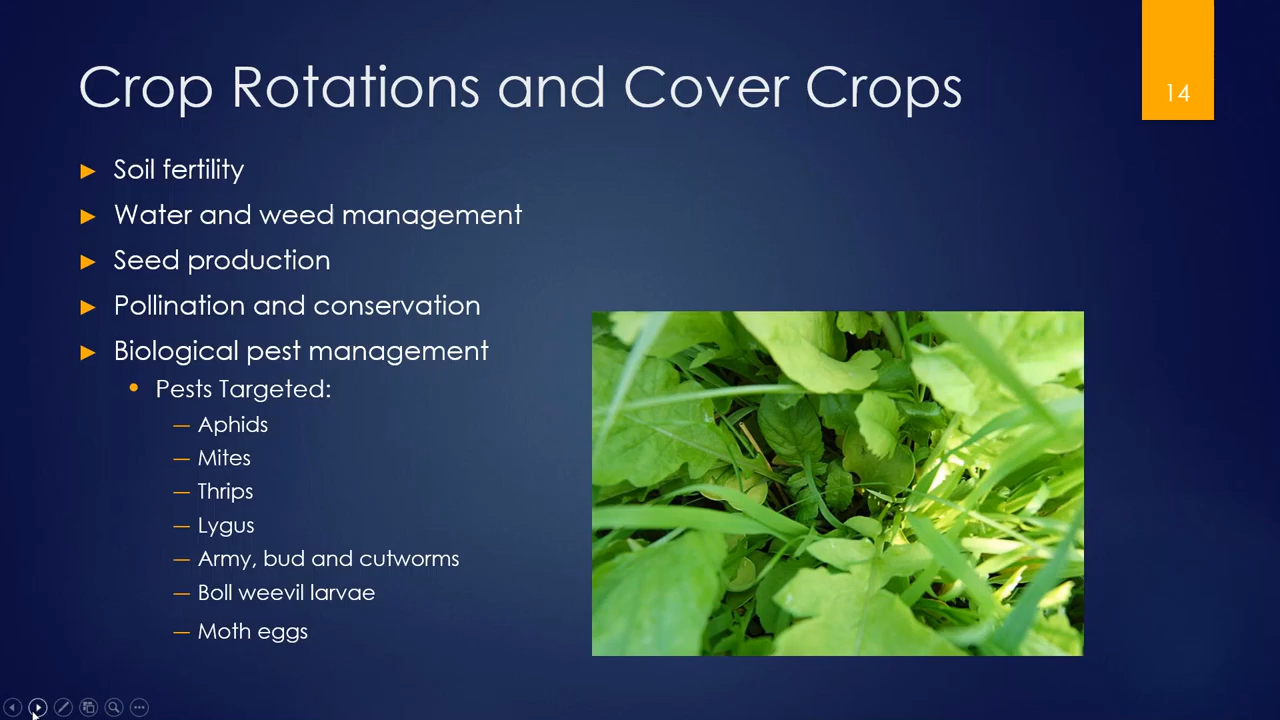 Crop Rotations and Cover Crops
14
Soil fertility
Water and weed management
Seed production
Pollination and conservation
Biological pest management
Pests Targeted:
Aphids
Mites
Thrips
Lygus
Army, bud and cutworms
Boll weevil larvae
Moth eggs